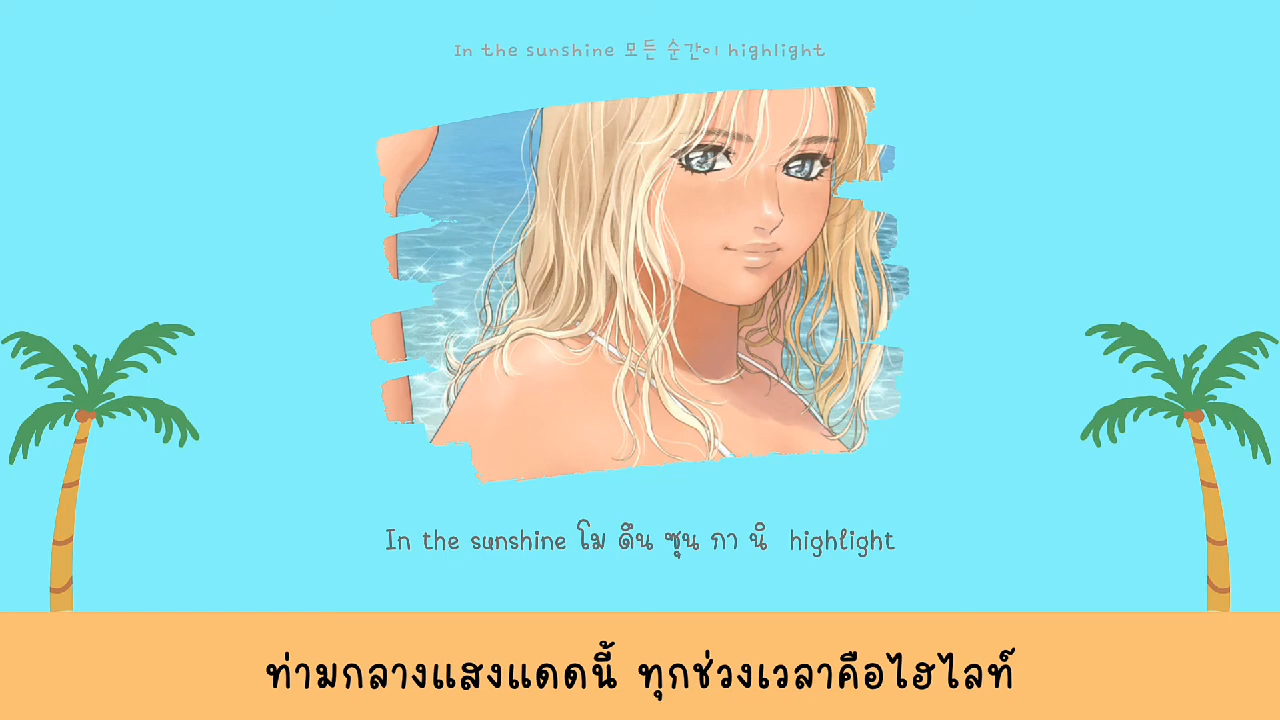 In the sunshine 모든 순간이 highlight
In the sunshine โม ดึน ซุน กา นิ highlight
ท่ามกลางแสงแดดนี้ ทุกช่วงเวลาคือไฮไลท์